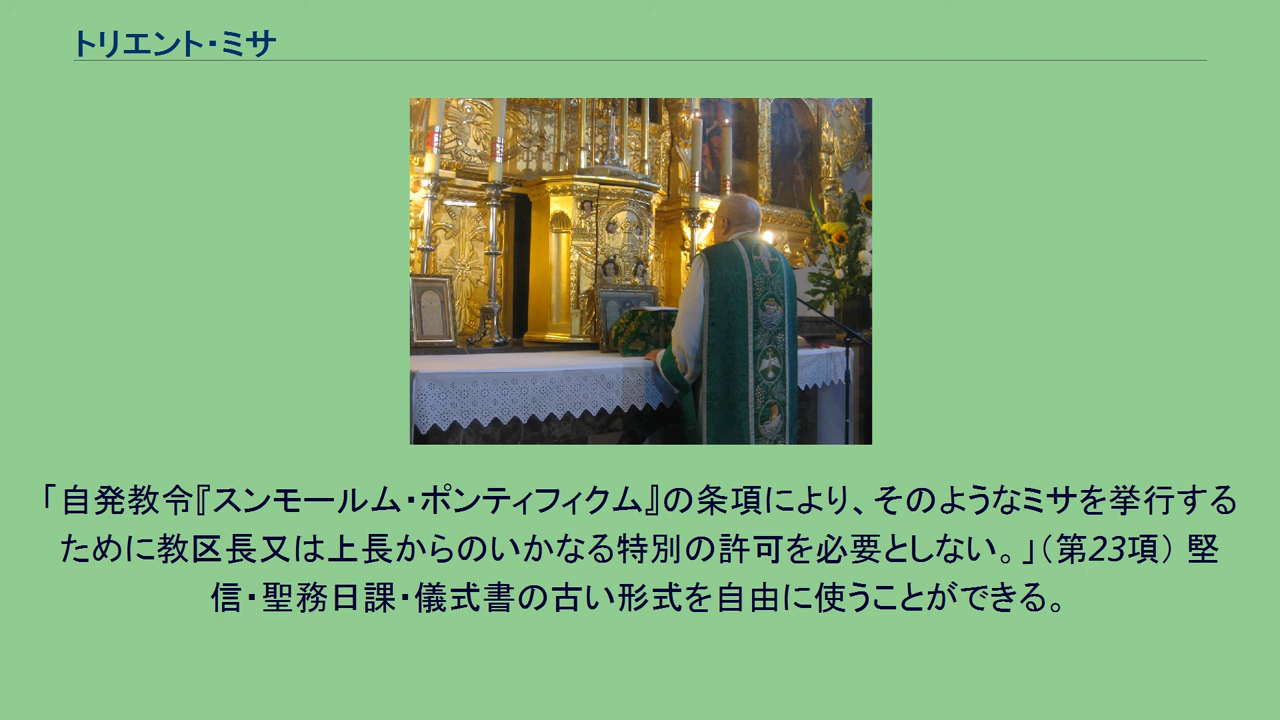 トリエント・ミサ
「自発教令『スンモールム・ポンティフィクム』の条項により、そのようなミサを挙行する
ために教区長又は上長からのいかなる特別の許可を必要としない。」（第23項） 堅
信・聖務日課・儀式書の古い形式を自由に使うことができる。